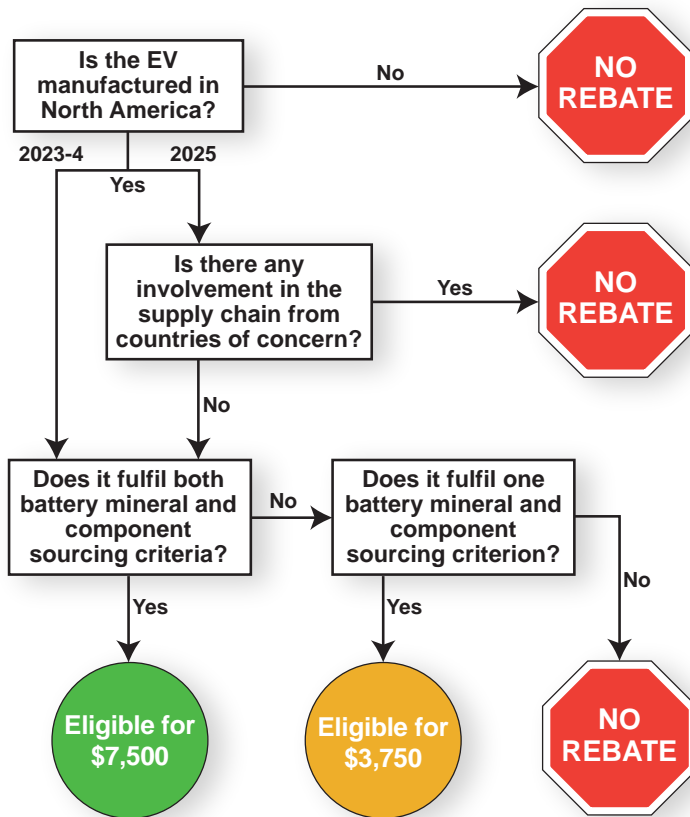 Is the EV
manufactured in
North America?
No
NO
REBATE
2023-4
2025
Yes
Is there any
involvement in the
supply chain from
countries of concern?
Yes
NO
REBATE
No
Does it fulfil both
battery mineral and
component
sourcing criteria?
No
Does it fulfil one
battery mineral and
component
sourcing criterion?
No
Yes
Yes
Eligible for
$7,500
Eligible for
$3,750
NO
REBATE